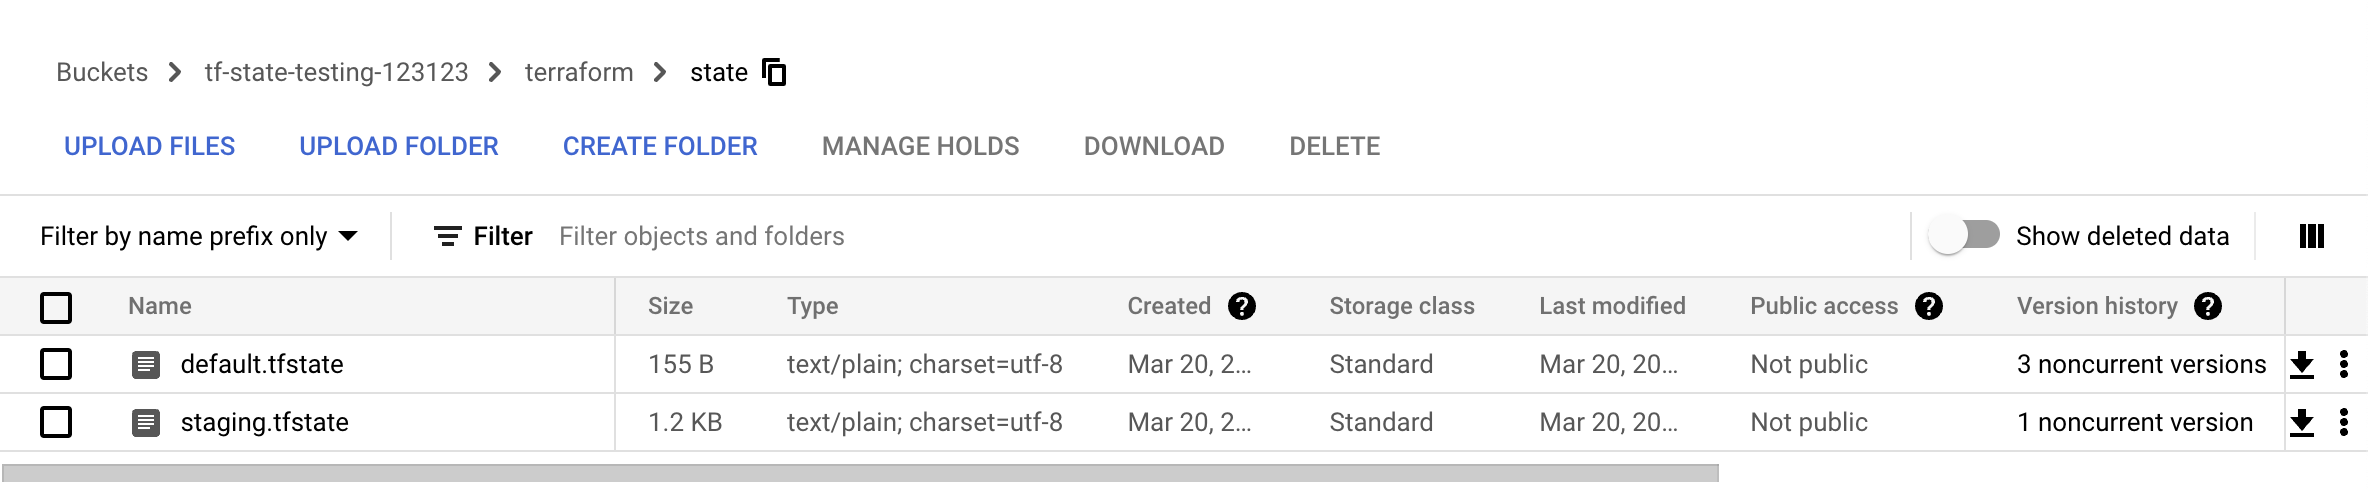 Buckets tf-state-testing-123123 terraform state
UPLOAD FILES UPLOAD FOLDER CREATE FOLDER MANAGE HOLDS DOWNLOAD DELETE
Filter by name prefix only Filter Filter objects and folders Show deleted data
Name Size Type Created ? Storage class Last modified Public access ? Version history ?
default.tfstate 155 B text/plain; charset=utf-8 Mar 20, 2... Standard Mar 20, 20... Not public 3 noncurrent versions
staging.tfstate 1.2 KB text/plain; charset=utf-8 Mar 20, 2... Standard Mar 20, 20... Not public 1 noncurrent version